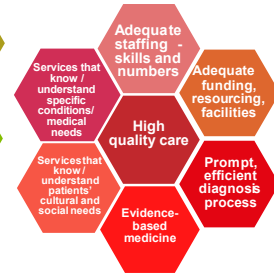 Adequate
staffing -
skills and
numbers
Services that
know /
understand
specific
conditions/
medical
needs
Adequate
funding,
resourcing,
facilities
High
quality care
Services that
know /
understand
patients'
cultural and
social needs
Prompt,
efficient
diagnosis
process
Evidence-
based
medicine